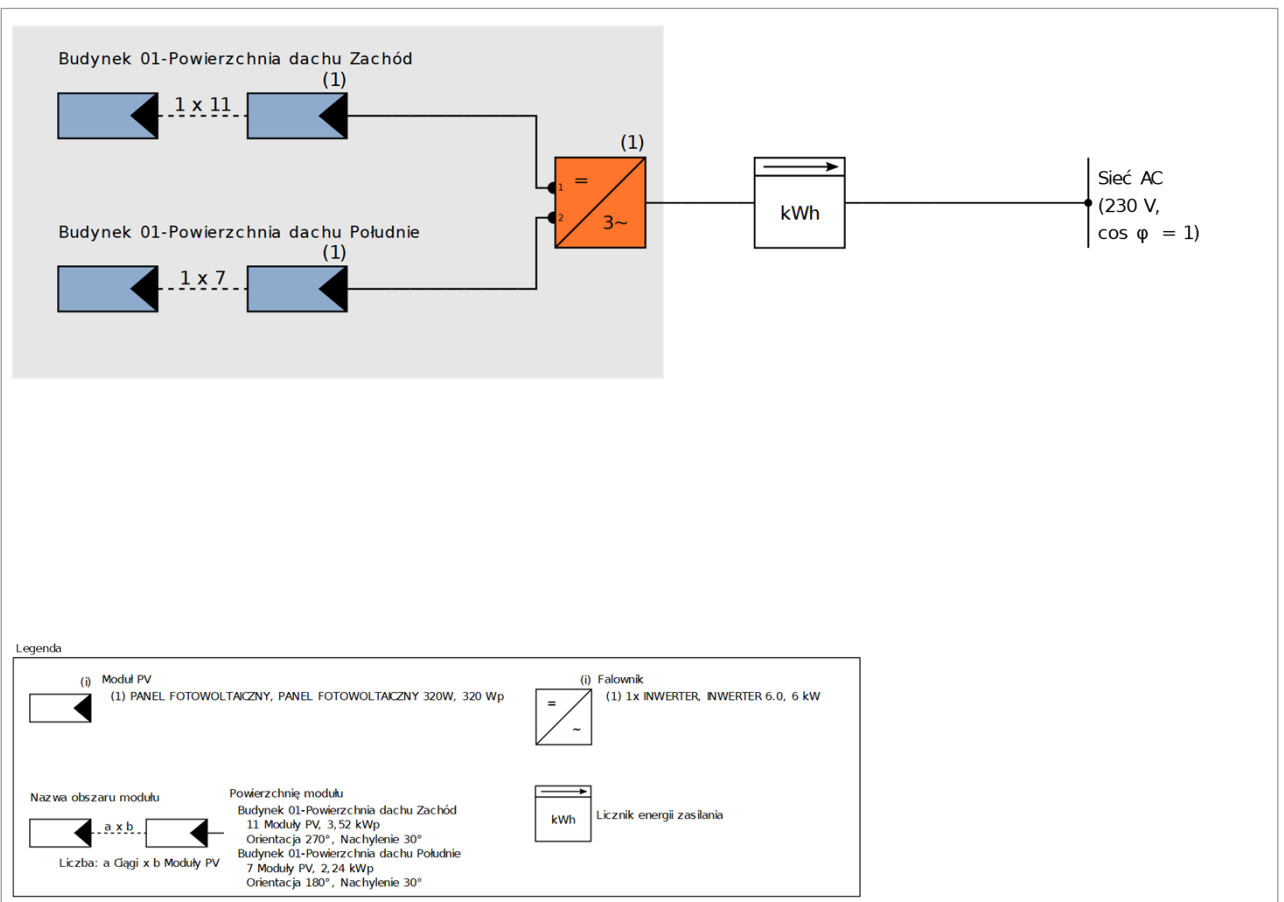 Budynek 01-Powierzchnia dachu Zachód
(1)
1 x 11
(1)
1
=
2
3~
kWh
Sieć AC
(230 V,
cos φ = 1)
Budynek 01-Powierzchnia dachu Południe
(1)
1 x 7
Legenda
(i) Moduł PV
(1) PANEL FOTOWOLTAICZNY, PANEL FOTOWOLTAICZNY 320W, 320 Wp
(i) Falownik
(1) 1x INWERTER, INWERTER 6.0, 6 kW
=
~
Nazwa obszaru modułu
a x b
Liczba: a Ciągi x b Moduły PV
Powierzchnię modułu
Budynek 01-Powierzchnia dachu Zachód
11 Moduły PV, 3,52 kWp
Orientacja 270°, Nachylenie 30°
Budynek 01-Powierzchnia dachu Południe
7 Moduły PV, 2,24 kWp
Orientacja 180°, Nachylenie 30°
kWh
Licznik energii zasilania